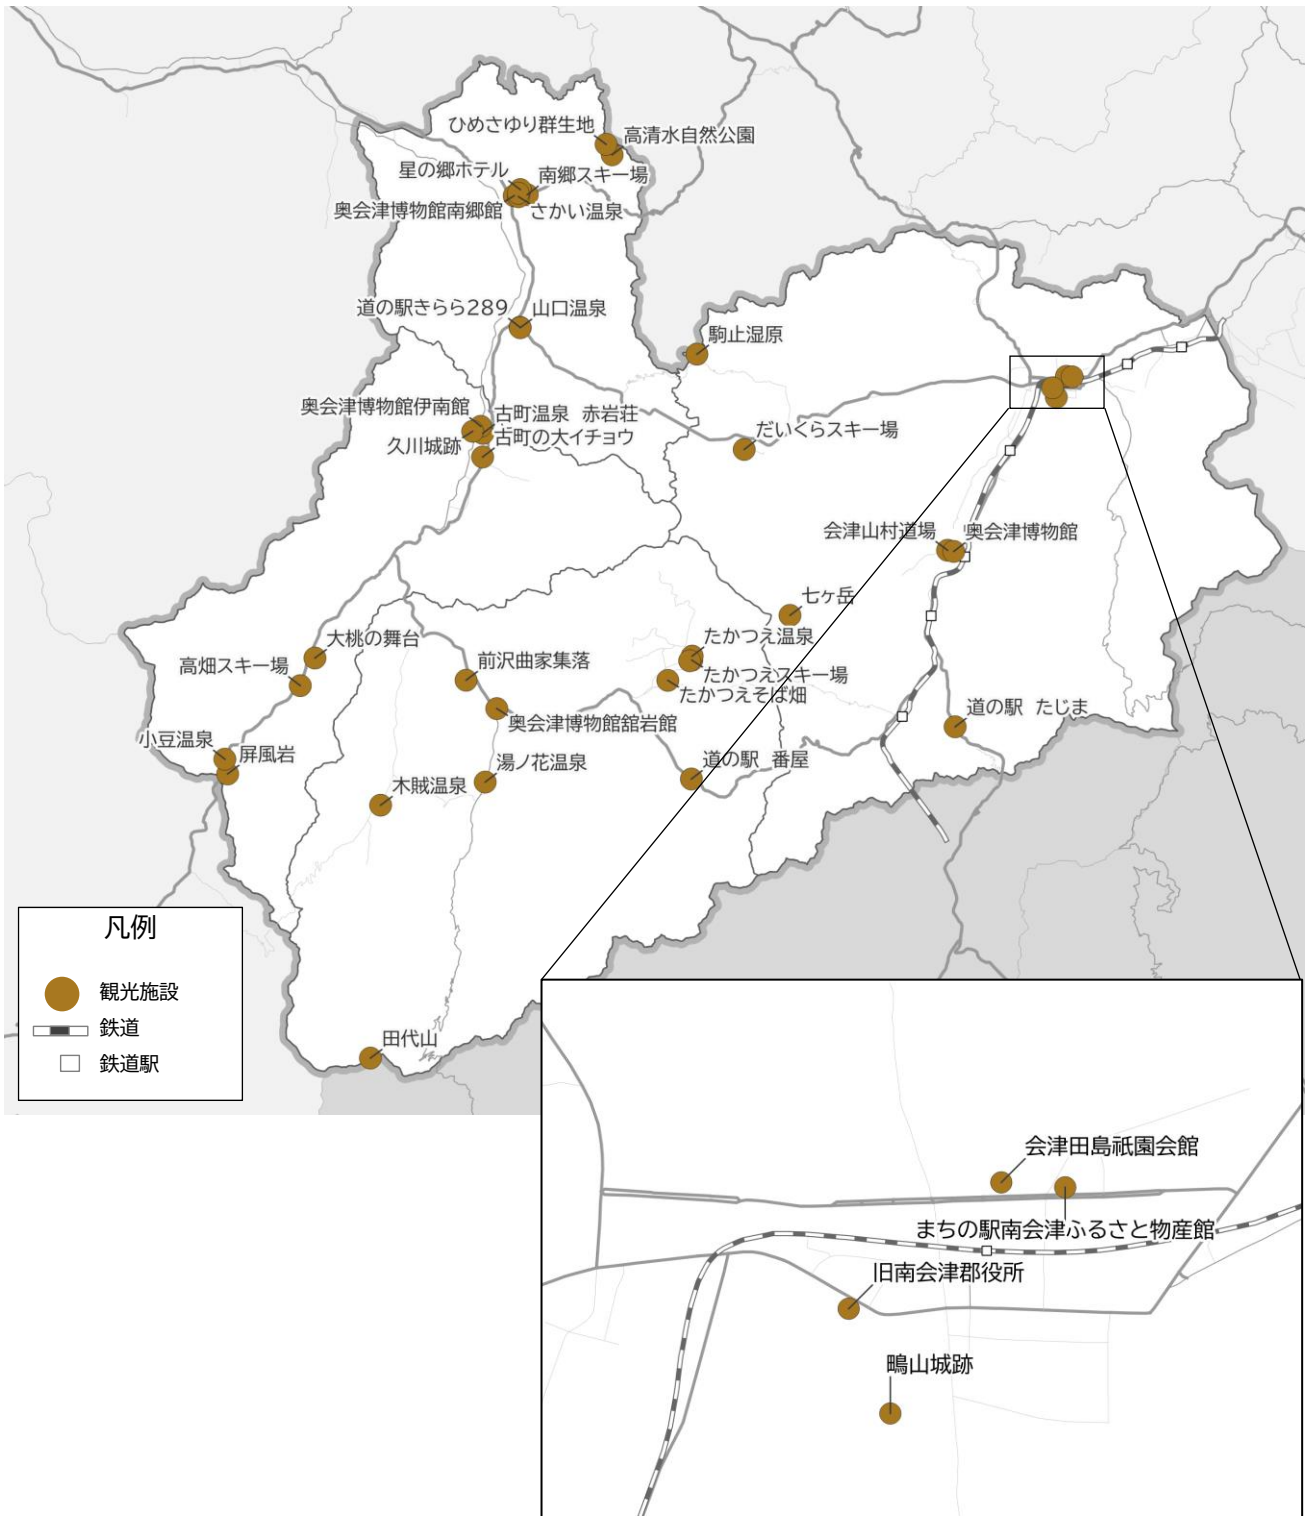 ひめさゆり群生地
高清水自然公園
星の郷ホテル
南郷スキー場
奥会津博物館南郷館
さかい温泉
道の駅きらら289
山口温泉
駒止湿原
奥会津博物館伊南館
古町温泉 赤岩荘
久川城跡
古町の大イチョウ
だいくらスキー場
会津山村道場
奥会津博物館
七ヶ岳
大桃の舞台
たかつえ温泉
高畑スキー場
前沢曲家集落
たかつえスキー場
たかつえそば畑
奥会津博物館舘岩館
道の駅 たじま
小豆温泉
屏風岩
湯ノ花温泉
道の駅 番屋
木賊温泉
凡例
観光施設
鉄道
鉄道駅
田代山
会津田島祇園会館
まちの駅南会津ふるさと物産館
旧南会津郡役所
鴫山城跡